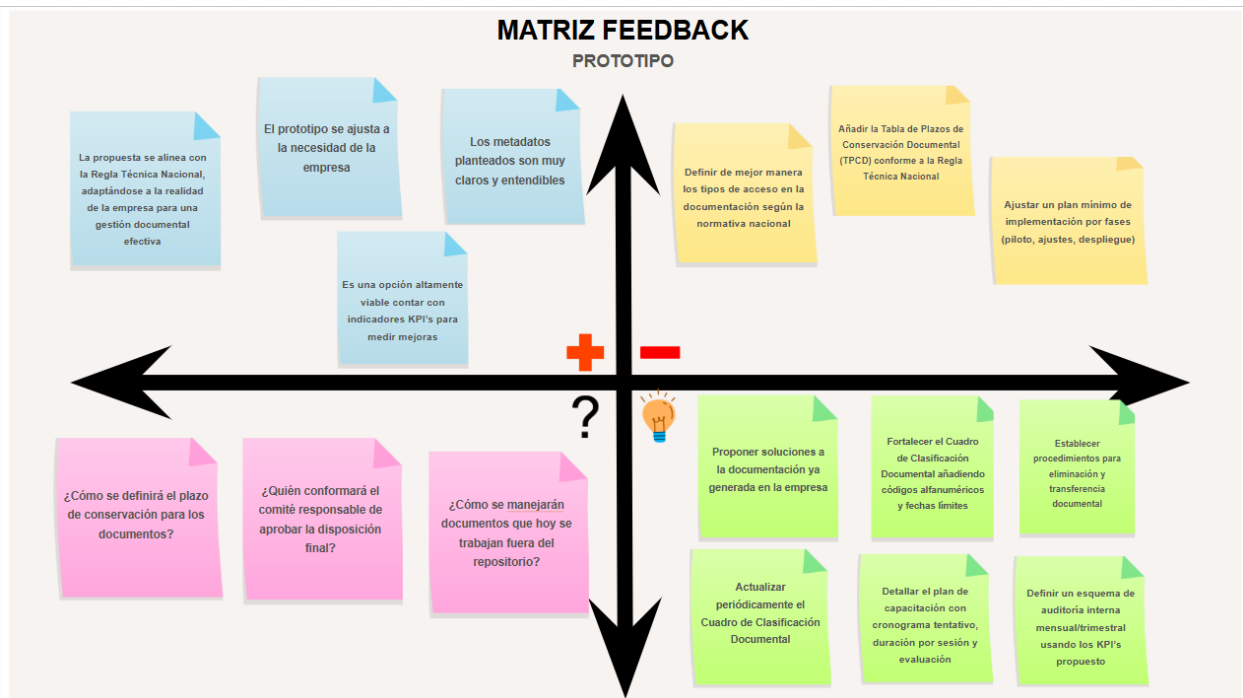 MATRIZ FEEDBACK
PROTOTIPO
La propuesta se alinea con
la Regla Técnica Nacional,
adaptándose a la realidad
de la empresa para una
gestión documental
efectiva
El prototipo se ajusta a
la necesidad de la
empresa
Los metadatos
planteados son muy
claros y entendibles
Es una opción altamente
viable contar con
indicadores KPI's para
medir mejoras
Definir de mejor manera
los tipos de acceso en la
documentación según la
normativa nacional
Añadir la Tabla de Plazos de
Conservación Documental
(TPCD) conforme a la Regla
Técnica Nacional
Ajustar un plan mínimo de
implementación por fases
(piloto, ajustes, despliegue)
?
¿Cómo se definirá el plazo
de conservación para los
documentos?
¿Quién conformará el
comité responsable de
aprobar la disposición
final?
¿Cómo se manejarán
documentos que hoy se
trabajan fuera del
repositorio?
Proponer soluciones a
la documentación ya
generada en la empresa
Fortalecer el Cuadro
de Clasificación
Documental añadiendo
códigos alfanuméricos
y fechas límites
Establecer
procedimientos para
eliminación y
transferencia
documental
Actualizar
periódicamente el
Cuadro de Clasificación
Documental
Detallar el plan de
capacitación con
cronograma tentativo,
duración por sesión y
evaluación
Definir un esquema de
auditoría interna
mensual/trimestral
usando los KPI's
propuesto